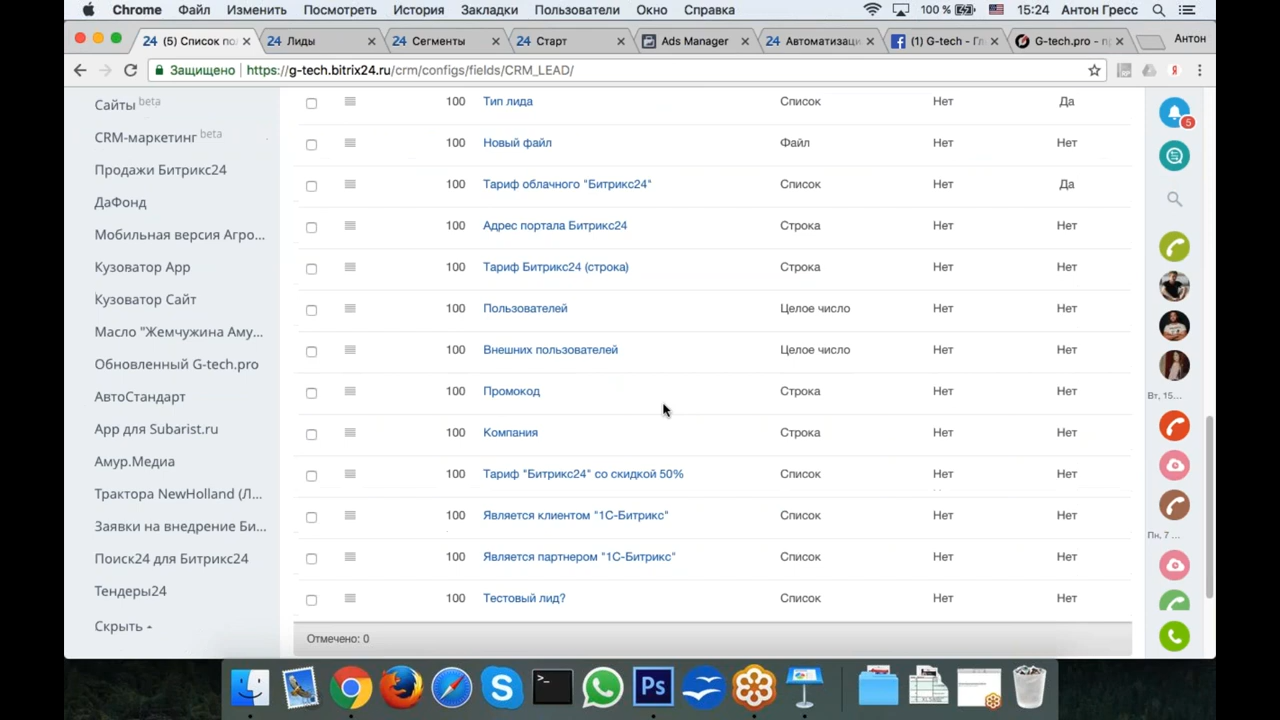 Chrome Файл Изменить Посмотреть История Закладки Пользователи Окно Справка 100 % 15:24 Антон Гресс
24 (5) Список по 24 Лиды 24 Сегменты 24 Старт Ads Manager 24 Автоматизаци (1) G-tech - Гл G-tech.pro - п Антон
Защищено https://g-tech.bitrix24.ru/crm/configs/fields/CRM_LEAD/
Сайты beta
CRM-маркетинг beta
Продажи Битрикс24
ДаФонд
Мобильная версия Агро...
Кузоватор App
Кузоватор Сайт
Масло "Жемчужина Аму...
Обновленный G-tech.pro
АвтоСтандарт
App для Subarist.ru
Амур.Медиа
Трактора NewHolland (Л...
Заявки на внедрение Би...
Поиск24 для Битрикс24
Тендеры24
Скрыть
100 Тип лида Список Нет Да
100 Новый файл Файл Нет Нет
100 Тариф облачного "Битрикс24" Список Нет Да
100 Адрес портала Битрикс24 Строка Нет Нет
100 Тариф Битрикс24 (строка) Строка Нет Нет
100 Пользователей Целое число Нет Нет
100 Внешних пользователей Целое число Нет Нет
100 Промокод Строка Нет Нет
100 Компания Строка Нет Нет
100 Тариф "Битрикс24" со скидкой 50% Список Нет Нет
100 Является клиентом "1С-Битрикс" Список Нет Нет
100 Является партнером "1С-Битрикс" Список Нет Нет
100 Тестовый лид? Список Нет Нет
Отмечено: 0
5
Вт, 15...
Пн, 7 ...
Ps